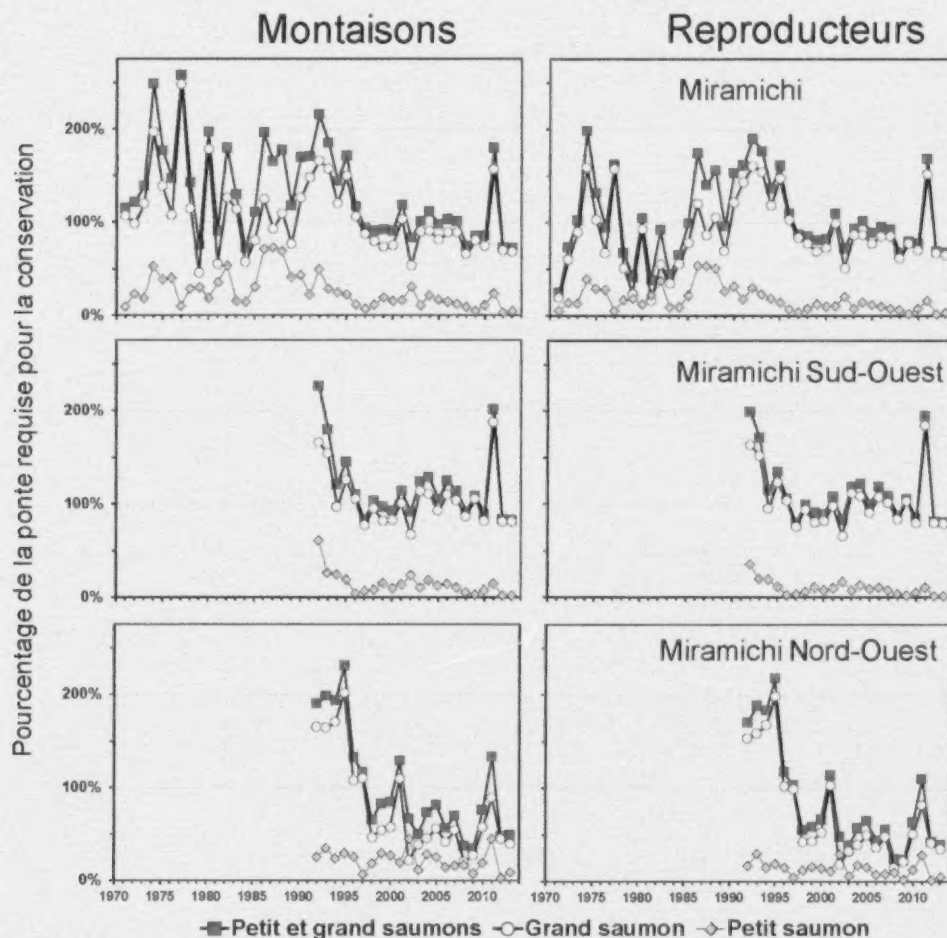 Montaisons
Reproducteurs
Pourcentage de la ponte requise pour la conservation
200%
100%
0%
Miramichi
200%
100%
0%
Miramichi Sud-Ouest
200%
100%
0%
Miramichi Nord-Ouest
1970 1975 1980 1985 1990 1995 2000 2005 2010
1970 1975 1980 1985 1990 1995 2000 2005 2010
Petit et grand saumons Grand saumon Petit saumon